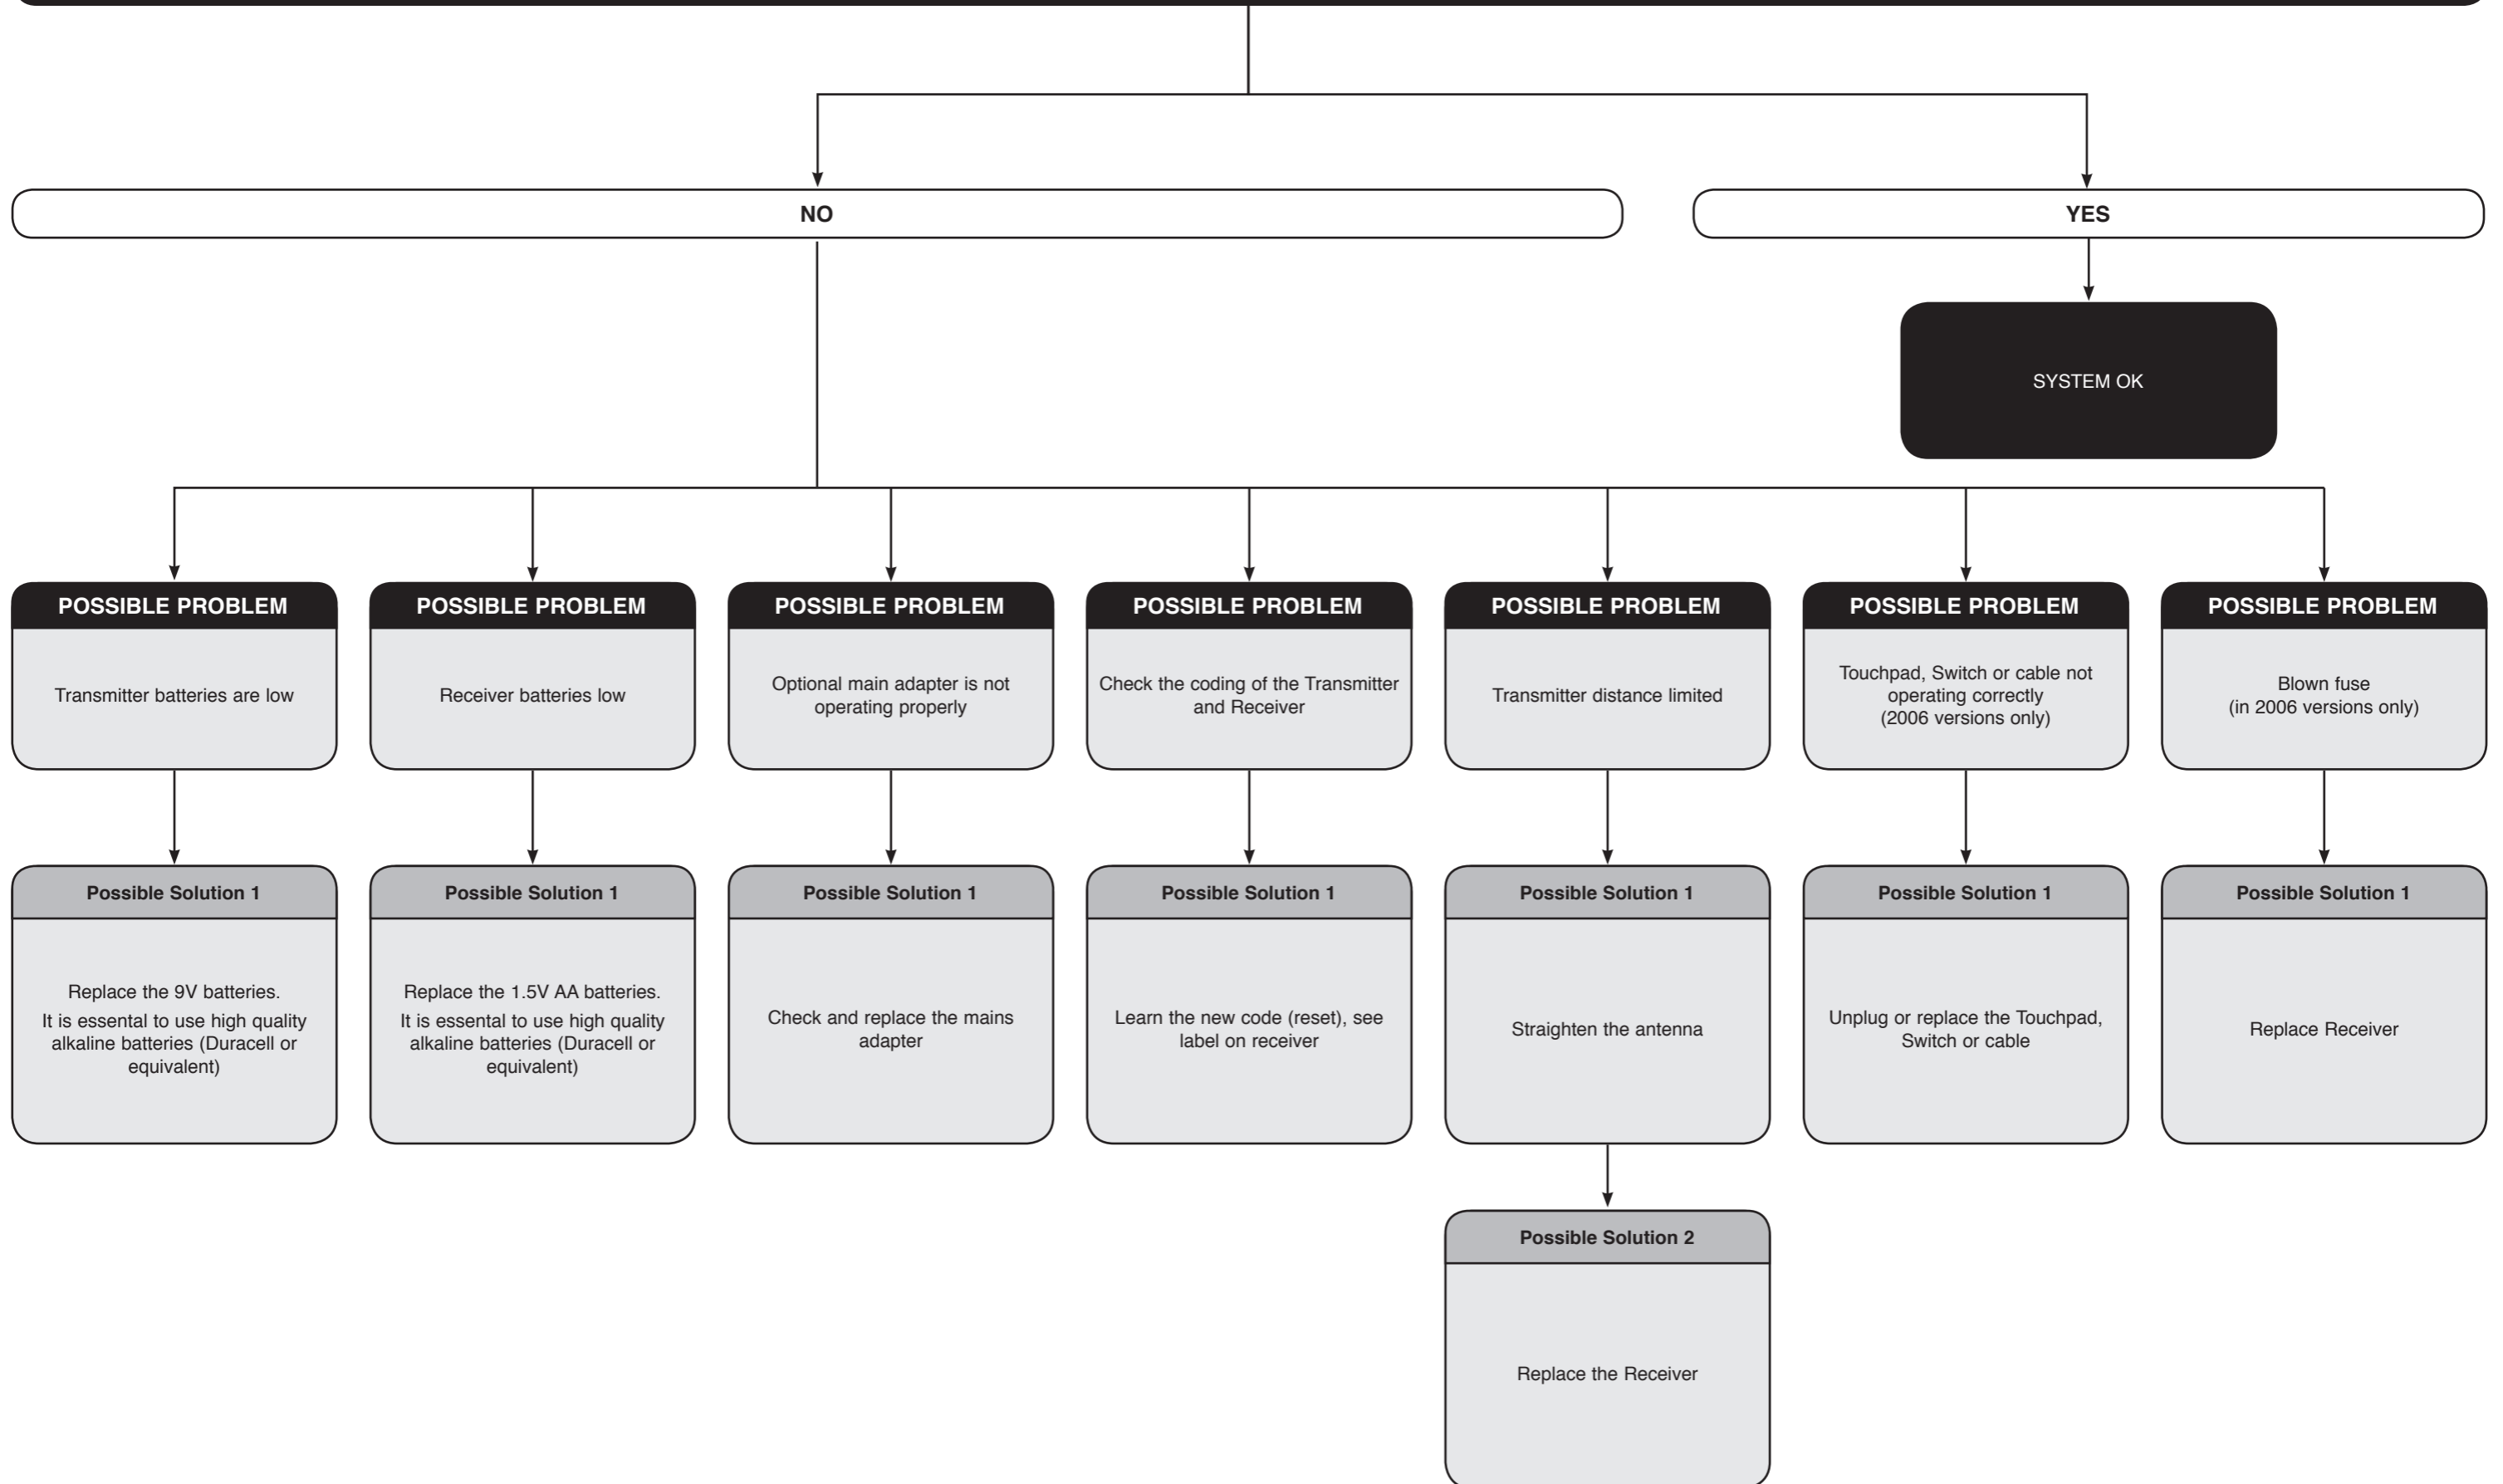 NO
YES
SYSTEM OK
POSSIBLE PROBLEM
Transmitter batteries are low
POSSIBLE PROBLEM
Receiver batteries low
POSSIBLE PROBLEM
Optional main adapter is not
operating properly
POSSIBLE PROBLEM
Check the coding of the Transmitter
and Receiver
POSSIBLE PROBLEM
Transmitter distance limited
POSSIBLE PROBLEM
Touchpad, Switch or cable not
operating correctly
(2006 versions only)
POSSIBLE PROBLEM
Blown fuse
(in 2006 versions only)
Possible Solution 1
Replace the 9V batteries.
It is essental to use high quality
alkaline batteries (Duracell or
equivalent)
Possible Solution 1
Replace the 1.5V AA batteries.
It is essental to use high quality
alkaline batteries (Duracell or
equivalent)
Possible Solution 1
Check and replace the mains
adapter
Possible Solution 1
Learn the new code (reset), see
label on receiver
Possible Solution 1
Straighten the antenna
Possible Solution 1
Unplug or replace the Touchpad,
Switch or cable
Possible Solution 1
Replace Receiver
Possible Solution 2
Replace the Receiver